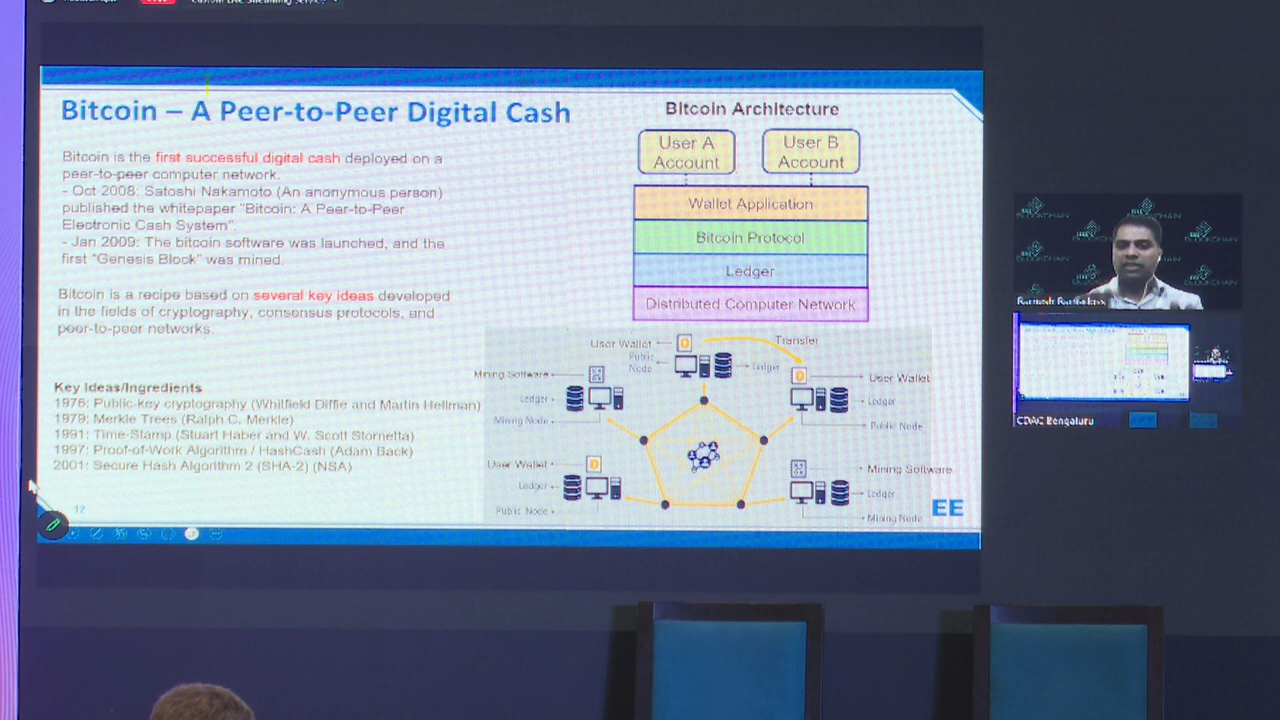 Bitcoin – A Peer-to-Peer Digital Cash
Bitcoin is the first successful digital cash deployed on a
peer-to-peer computer network.
- Oct 2008: Satoshi Nakamoto (An anonymous person)
published the whitepaper "Bitcoin: A Peer-to-Peer
Electronic Cash System".
- Jan 2009: The bitcoin software was launched, and the
first "Genesis Block" was mined.
Bitcoin is a recipe based on several key ideas developed
in the fields of cryptography, consensus protocols, and
peer-to-peer networks.
Key Ideas/Ingredients
1976: Public-key cryptography (Whitfield Diffie and Martin Hellman)
1979: Merkle Trees (Ralph C. Merkle)
1991: Time-Stamp (Stuart Haber and W. Scott Stornetta)
1997: Proof-of-Work Algorithm / HashCash (Adam Back)
2001: Secure Hash Algorithm 2 (SHA-2) (NSA)
12
Bitcoin Architecture
User A
Account
User B
Account
Wallet Application
Bitcoin Protocol
Ledger
Distributed Computer Network
User Wallet
Public
Node
Ledger
Transfer
Mining Software
Ledger
Mining Node
User Wallet
Ledger
Public Node
User Wallet
Ledger
Public Node
Mining Software
Ledger
Mining Node
EE
BLOCKCHAIN
CDAC Bengaluru